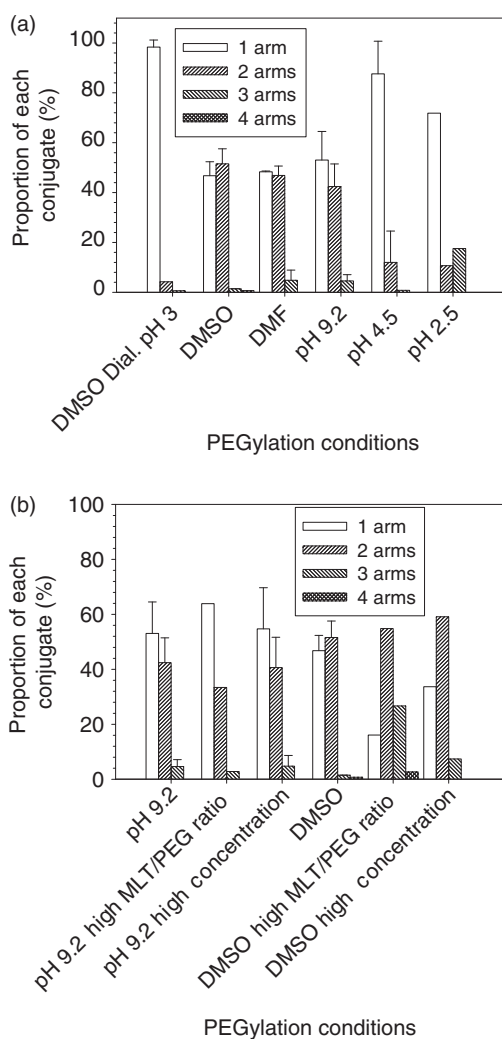 (a)
100
80
60
40
20
0
Proportion of each
conjugate (%)
1 arm
2 arms
3 arms
4 arms
DMSO Dial. pH 3
DMSO
DMF
pH 9.2
pH 4.5
pH 2.5
PEGylation conditions
(b)
100
80
60
40
20
0
Proportion of each
conjugate (%)
1 arm
2 arms
3 arms
4 arms
pH 9.2
pH 9.2 high MLT/PEG ratio
pH 9.2 high concentration
DMSO
DMSO high MLT/PEG ratio
DMSO high concentration
PEGylation conditions